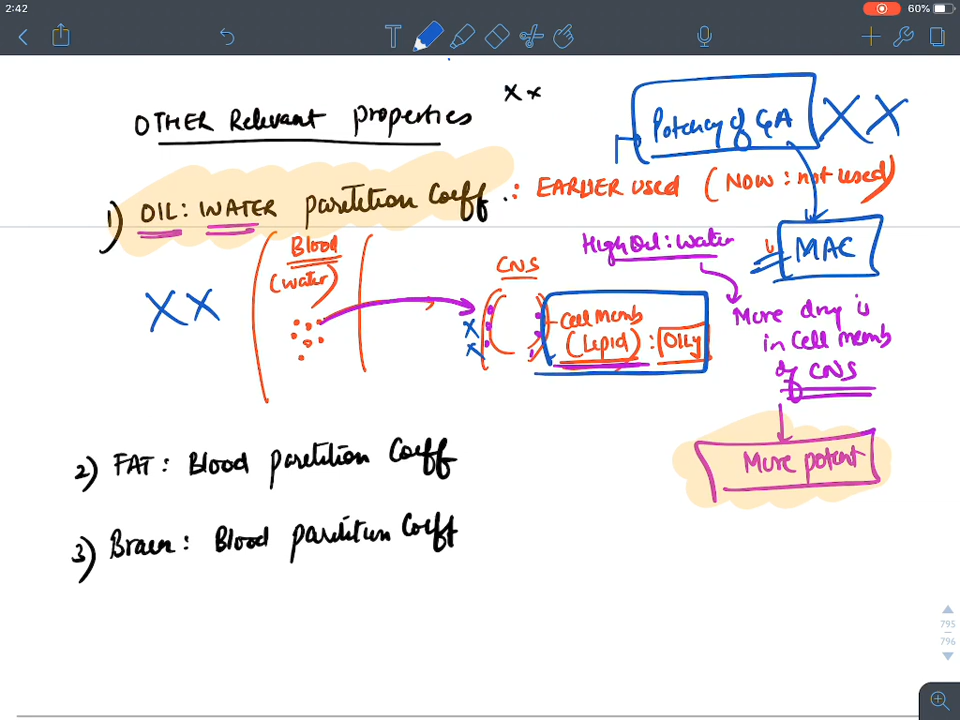 2:42
60%
T
OTHER Relevant Properties
X X
Potency of GA
X X
1) OIL: WATER partition Coeff : EARLIER used (NOW: not used)
MAC
Blood
(water)
X X
High Oil: Water
CNS
X
X
Cell Memb
(Lipid) : Oily
More drug is
in Cell memb
of CNS
More potent
2) FAT: Blood partition Coeff
3) Brain: Blood partition Coeff
795
796